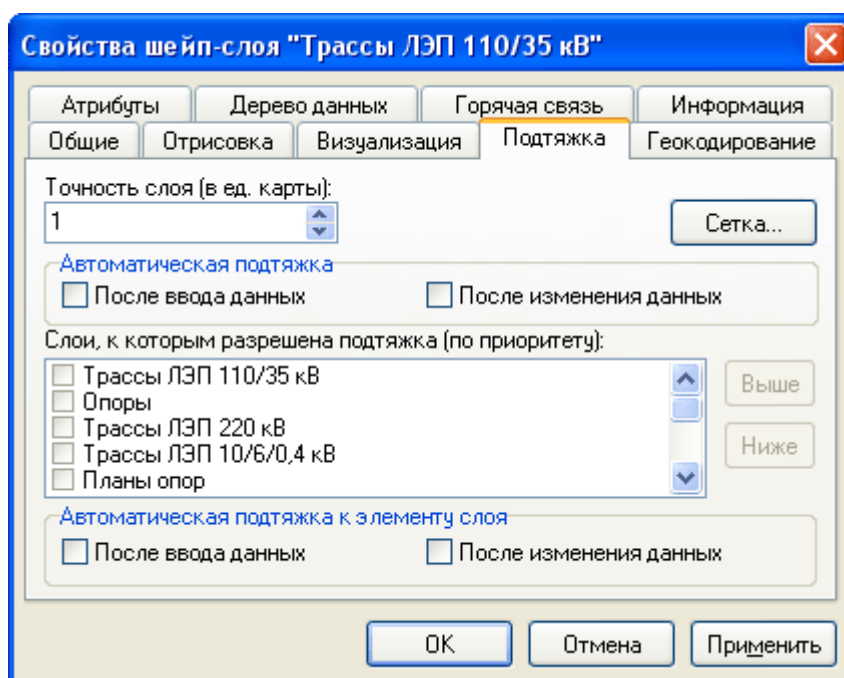 Свойства шейп-слоя "Трассы ЛЭП 110/35 кВ"
Атрибуты Дерево данных Горячая связь Информация
Общие Отрисовка Визуализация Подтяжка Геокодирование
Точность слоя (в ед. карты):
1 Сетка...
Автоматическая подтяжка
После ввода данных После изменения данных
Слои, к которым разрешена подтяжка (по приоритету):
Трассы ЛЭП 110/35 кВ
Опоры
Трассы ЛЭП 220 кВ
Трассы ЛЭП 10/6/0,4 кВ
Планы опор
Выше
Ниже
Автоматическая подтяжка к элементу слоя
После ввода данных После изменения данных
OK Отмена Применить